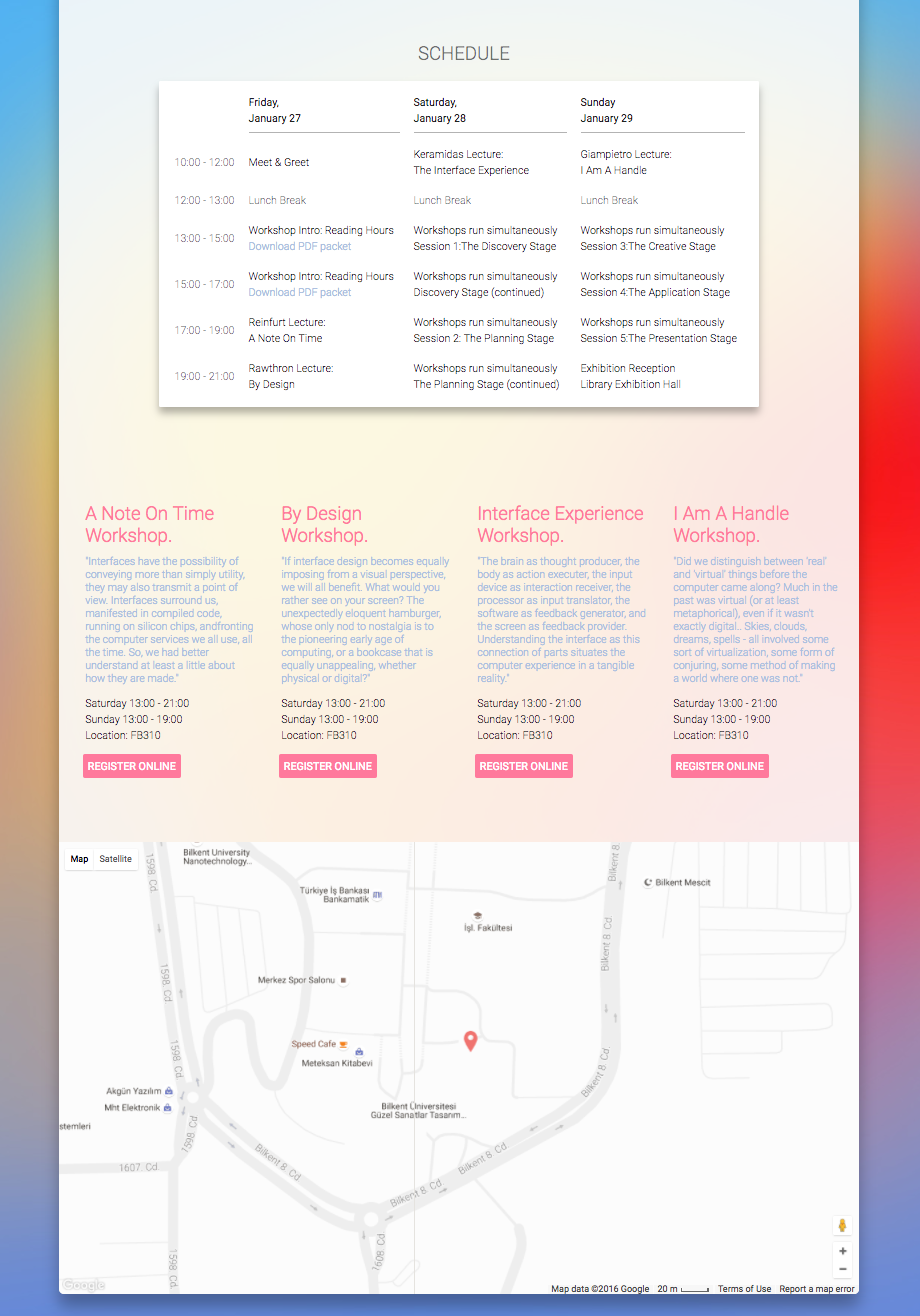 SCHEDULE
Friday,
January 27
Saturday,
January 28
Sunday
January 29
10:00 - 12:00
Meet & Greet
Keramidas Lecture:
The Interface Experience
Giampietro Lecture:
I Am A Handle
12:00 - 13:00
Lunch Break
Lunch Break
Lunch Break
13:00 - 15:00
Workshop Intro: Reading Hours
Download PDF packet
Workshops run simultaneously
Session 1:The Discovery Stage
Workshops run simultaneously
Session 3:The Creative Stage
15:00 - 17:00
Workshop Intro: Reading Hours
Download PDF packet
Workshops run simultaneously
Discovery Stage (continued)
Workshops run simultaneously
Session 4:The Application Stage
17:00 - 19:00
Reinfurt Lecture:
A Note On Time
Workshops run simultaneously
Session 2: The Planning Stage
Workshops run simultaneously
Session 5:The Presentation Stage
19:00 - 21:00
Rawthron Lecture:
By Design
Workshops run simultaneously
The Planning Stage (continued)
Exhibition Reception
Library Exhibition Hall
A Note On Time
Workshop.
"Interfaces have the possibility of
conveying more than simply utility,
they may also transmit a point of
view. Interfaces surround us,
manifested in compiled code,
running on silicon chips, andfronting
the computer services we all use, all
the time. So, we had better
understand at least a little about
how they are made."
Saturday 13:00 - 21:00
Sunday 13:00 - 19:00
Location: FB310
REGISTER ONLINE
By Design
Workshop.
"If interface design becomes equally
imposing from a visual perspective,
we will all benefit. What would you
rather see on your screen? The
unexpectedly eloquent hamburger,
whose only nod to nostalgia is to
the pioneering early age of
computing, or a bookcase that is
equally unappealing, whether
physical or digital?"
Saturday 13:00 - 21:00
Sunday 13:00 - 19:00
Location: FB310
REGISTER ONLINE
Interface Experience
Workshop.
"The brain as thought producer, the
body as action executer, the input
device as interaction receiver, the
processor as input translator, the
software as feedback generator, and
the screen as feedback provider.
Understanding the interface as this
connection of parts situates the
computer experience in a tangible
reality."
Saturday 13:00 - 21:00
Sunday 13:00 - 19:00
Location: FB310
REGISTER ONLINE
I Am A Handle
Workshop.
"Did we distinguish between 'real'
and 'virtual' things before the
computer came along? Much in the
past was virtual (or at least
metaphorical), even if it wasn't
exactly digital.. Skies, clouds,
dreams, spells - all involved some
sort of virtualization, some form of
conjuring, some method of making
a world where one was not."
Saturday 13:00 - 21:00
Sunday 13:00 - 19:00
Location: FB310
REGISTER ONLINE
Map
Satellite
1598. Cd
Bilkent University
Nanotechnology...
Türkiye İş Bankası
Bankamatik
Bilkent 8.
Bilkent Mescit
İşl. Fakültesi
Bilkent 8. Cd
1598. Cd
Merkez Spor Salonu
Speed Cafe
Meteksan Kitabevi
1598. Cd
Bilkent 8. Cd
Akgün Yazılım
Mht Elektronik
Bilkent Üniversitesi
Güzel Sanatlar Tasarım...
stemleri
1598. Cd
1607. Cd
Bilkent 8. Cd
Bilkent 8. Cd
Bilkent 8. Cd
1608. Cd
1598. Cd
Google
+
−
Map data ©2016 Google
20 m
Terms of Use
Report a map error